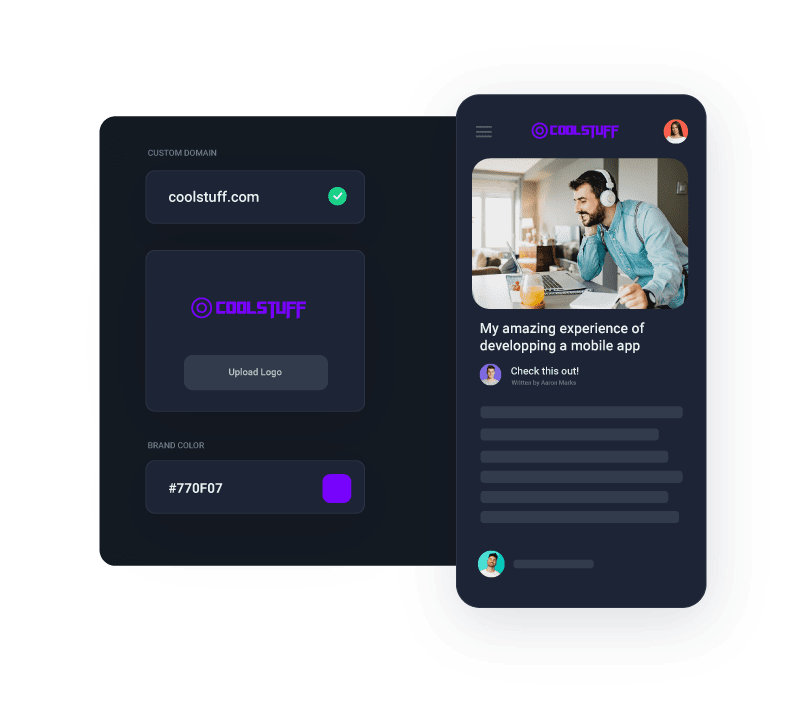 CUSTOM DOMAIN
coolstuff.com
COOLSTUFF
Upload Logo
BRAND COLOR
#770F07
COOLSTUFF
My amazing experience of
developping a mobile app
Check this out!
Written by Aaron Marks